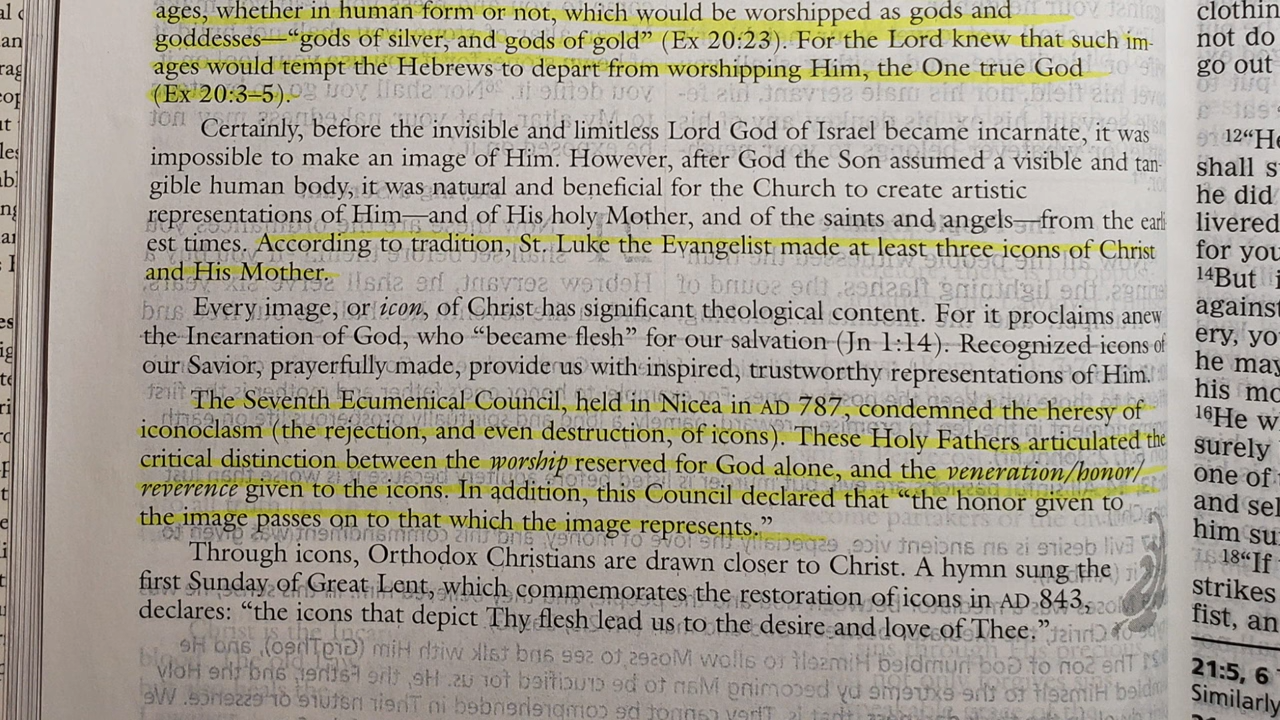 ages, whether in human form or not, which would be worshipped as gods and
goddesses—“gods of silver, and gods of gold” (Ex 20:23). For the Lord knew that such im-
ages would tempt the Hebrews to depart from worshipping Him, the One true God
(Ex 20:3–5).
Certainly, before the invisible and limitless Lord God of Israel became incarnate, it was
impossible to make an image of Him. However, after God the Son assumed a visible and tan-
gible human body, it was natural and beneficial for the Church to create artistic
representations of Him—and of His holy Mother, and of the saints and angels—from the earli
est times. According to tradition, St. Luke the Evangelist made at least three icons of Christ
and His Mother.
Every image, or icon, of Christ has significant theological content. For it proclaims anew
the Incarnation of God, who “became flesh” for our salvation (Jn 1:14). Recognized icons of
our Savior, prayerfully made, provide us with inspired, trustworthy representations of Him.
The Seventh Ecumenical Council, held in Nicea in AD 787, condemned the heresy of
iconoclasm (the rejection, and even destruction, of icons). These Holy Fathers articulated the
critical distinction between the worship reserved for God alone, and the veneration/honor/
reverence given to the icons. In addition, this Council declared that “the honor given to
the image passes on to that which the image represents.”
Through icons, Orthodox Christians are drawn closer to Christ. A hymn sung the
first Sunday of Great Lent, which commemorates the restoration of icons in AD 843,
declares: “the icons that depict Thy flesh lead us to the desire and love of Thee.”
clothin
not do
go out
12“He
shall s
he did
livered
for you
14But
against
ery, yo
he may
his mo
16He w
surely
one of
and sel
him su
18“If
strikes
fist, an
21:5, 6
Similarly